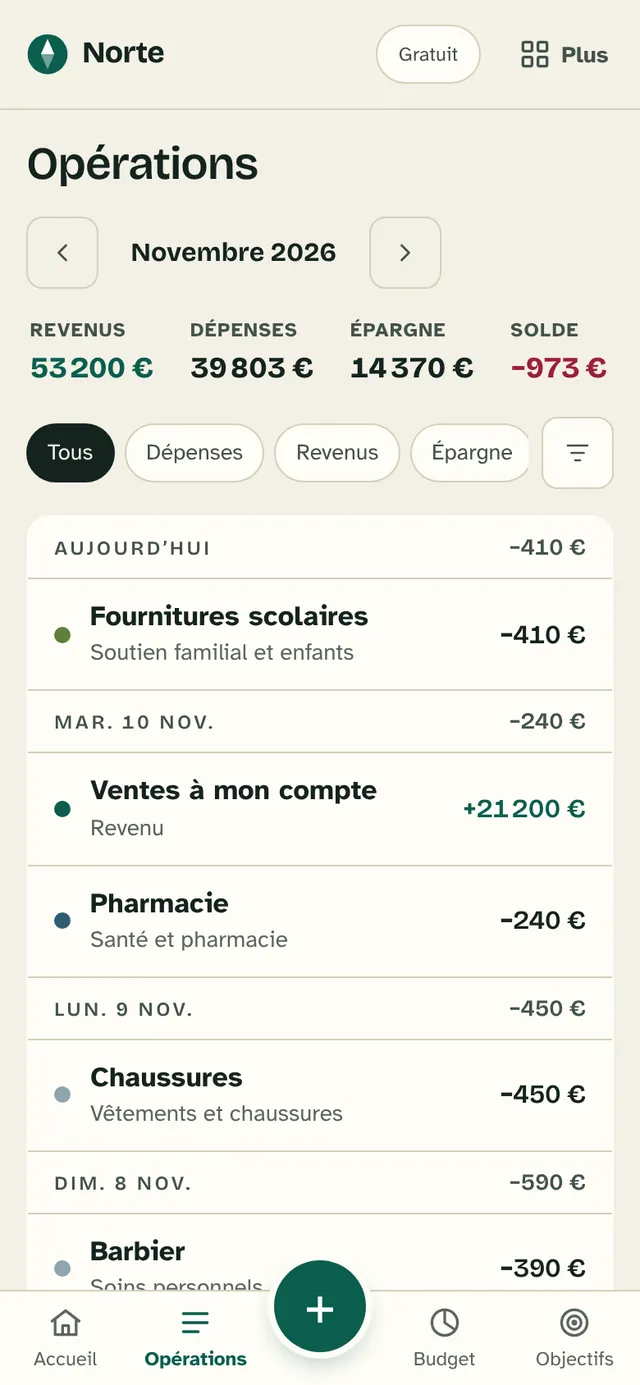 Norte
Gratuit
Plus
Opérations
Novembre 2026
REVENUS DÉPENSES ÉPARGNE SOLDE
53 200 € 39 803 € 14 370 € −973 €
Tous Dépenses Revenus Épargne
AUJOURD’HUI −410 €
Fournitures scolaires
Soutien familial et enfants
−410 €
MAR. 10 NOV. −240 €
Ventes à mon compte
Revenu
+21 200 €
Pharmacie
Santé et pharmacie
−240 €
LUN. 9 NOV. −450 €
Chaussures
Vêtements et chaussures
−450 €
DIM. 8 NOV. −590 €
Barbier
Soins personnels
−390 €
Accueil Opérations + Budget Objectifs